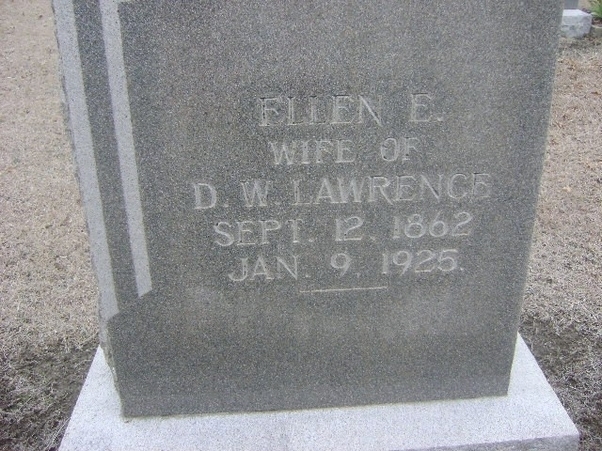 ELLEN E.
WIFE OF
D. W. LAWRENCE
SEPT. 12, 1862
JAN. 9, 1925.